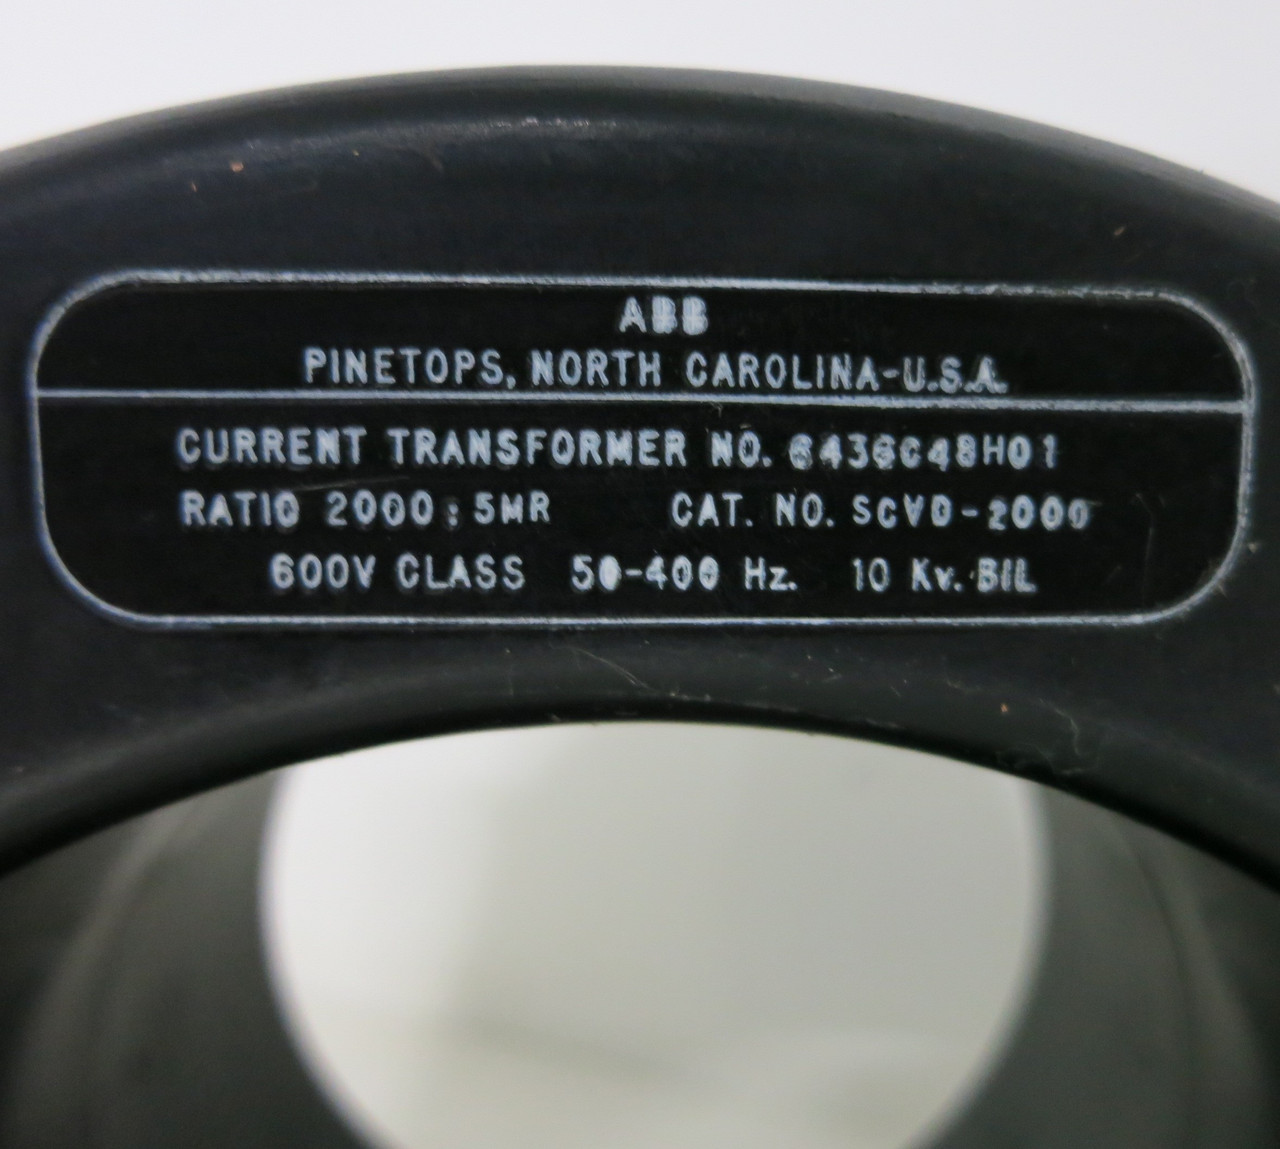 ABB
PINETOPS, NORTH CAROLINA-U.S.A.
CURRENT TRANSFORMER NO. 6436C48H01
RATIO 2000:5MR CAT. NO. SCVD-2000
600V CLASS 50-400 Hz. 10 Kv. BIL